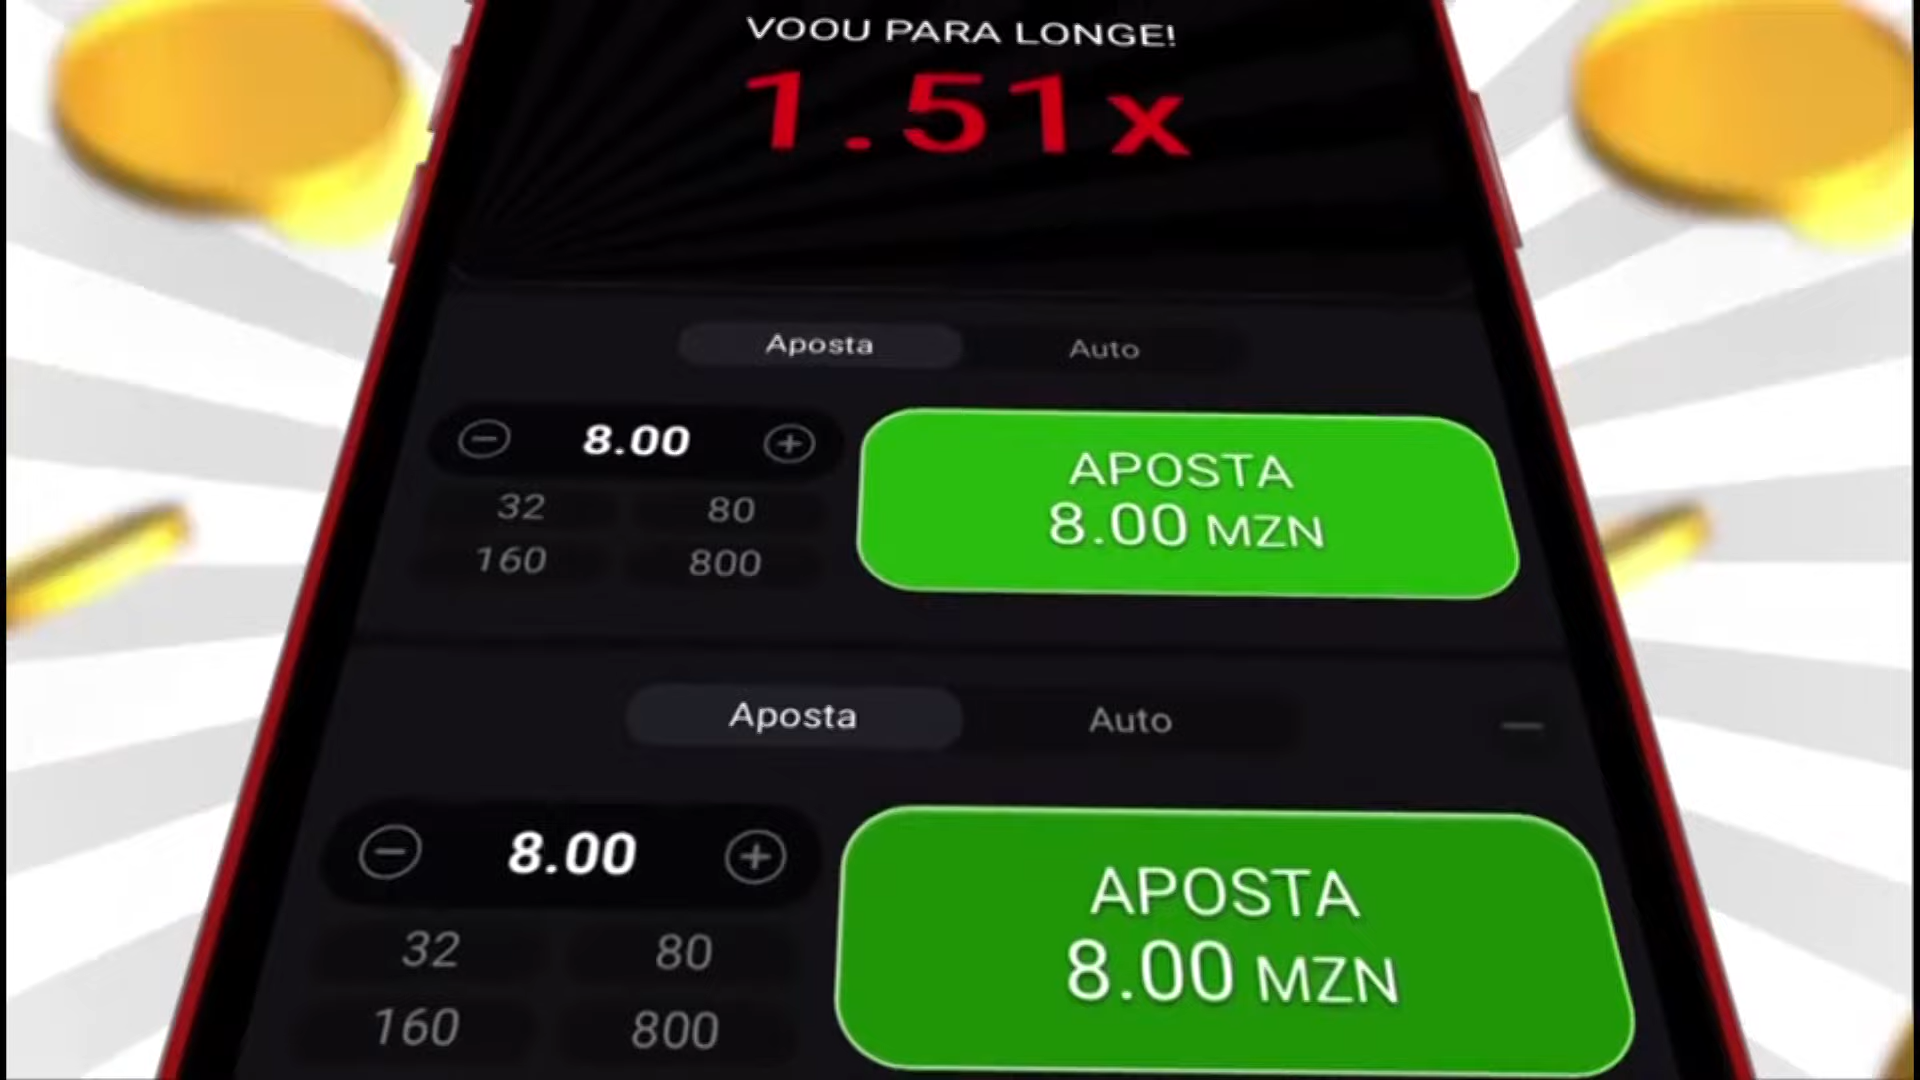 VOOU PARA LONGE!
1.51x
Aposta Auto
8.00
32 80
160 800
APOSTA
8.00 MZN
Aposta Auto
8.00
32 80
160 800
APOSTA
8.00 MZN